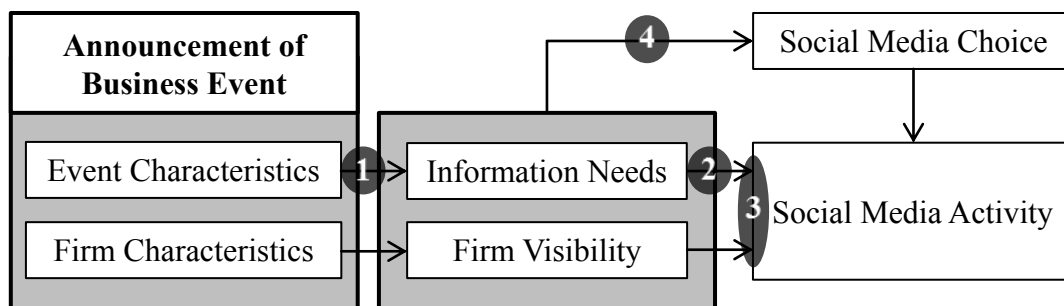 Announcement of
Business Event
4
Social Media Choice
Event Characteristics
1
Information Needs
2
3
Social Media Activity
Firm Characteristics
Firm Visibility